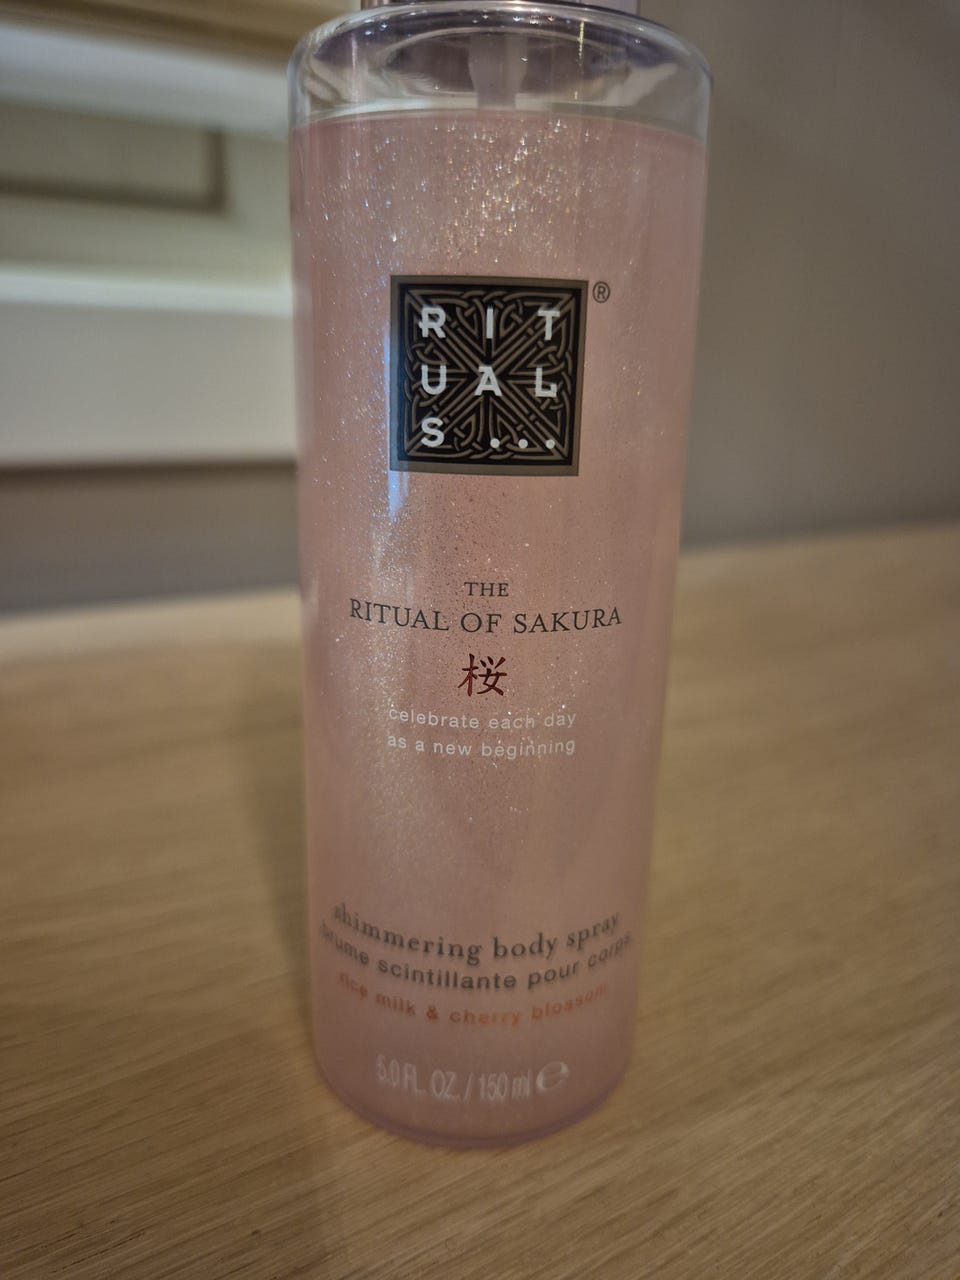 RIT
UAL
S...
®
THE
RITUAL OF SAKURA
桜
celebrate each day
as a new beginning
shimmering body spray
brume scintillante pour corps
rice milk & cherry blossom
5.0 FL. OZ. / 150 ml ℮